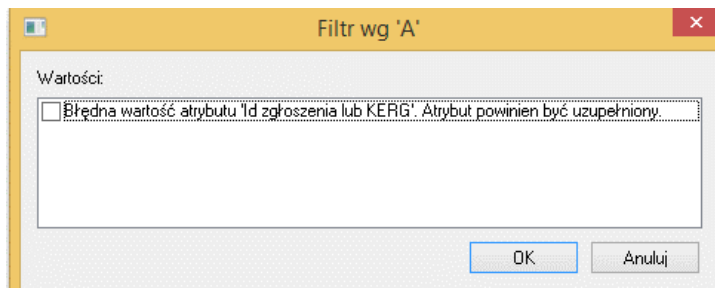 Filtr wg 'A'
Wartości:
Błędna wartość atrybutu 'Id zgłoszenia lub KERG'. Atrybut powinien być uzupełniony.
OK Anuluj